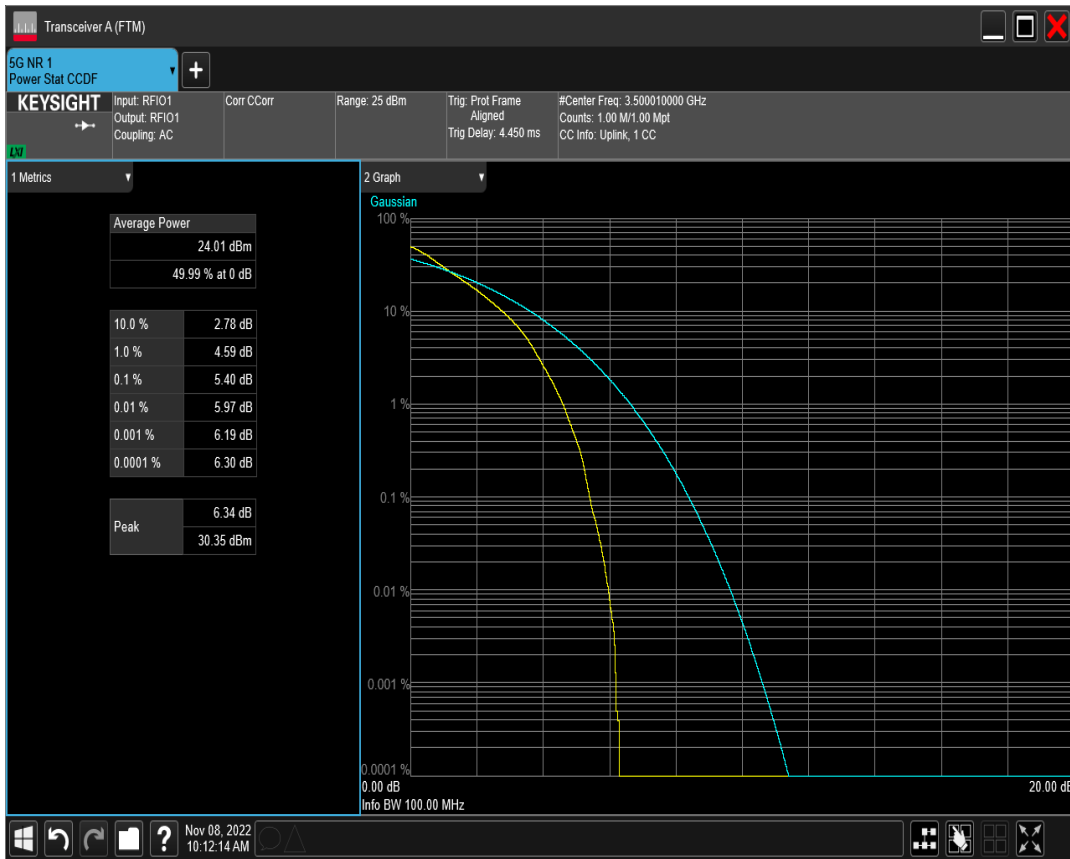 Transceiver A (FTM)
5G NR 1
Power Stat CCDF
+
KEYSIGHT
LXI
Input: RFIO1
Output: RFIO1
Coupling: AC
Corr CCorr
Range: 25 dBm
Trig: Prot Frame
Aligned
Trig Delay: 4.450 ms
#Center Freq: 3.500010000 GHz
Counts: 1.00 M/1.00 Mpt
CC Info: Uplink, 1 CC
1 Metrics
Average Power
24.01 dBm
49.99 % at 0 dB
10.0 % 2.78 dB
1.0 % 4.59 dB
0.1 % 5.40 dB
0.01 % 5.97 dB
0.001 % 6.19 dB
0.0001 % 6.30 dB
Peak 6.34 dB
30.35 dBm
2 Graph
Gaussian
100 %
10 %
1 %
0.1 %
0.01 %
0.001 %
0.0001 %
0.00 dB 20.00 dB
Info BW 100.00 MHz
? Nov 08, 2022
10:12:14 AM